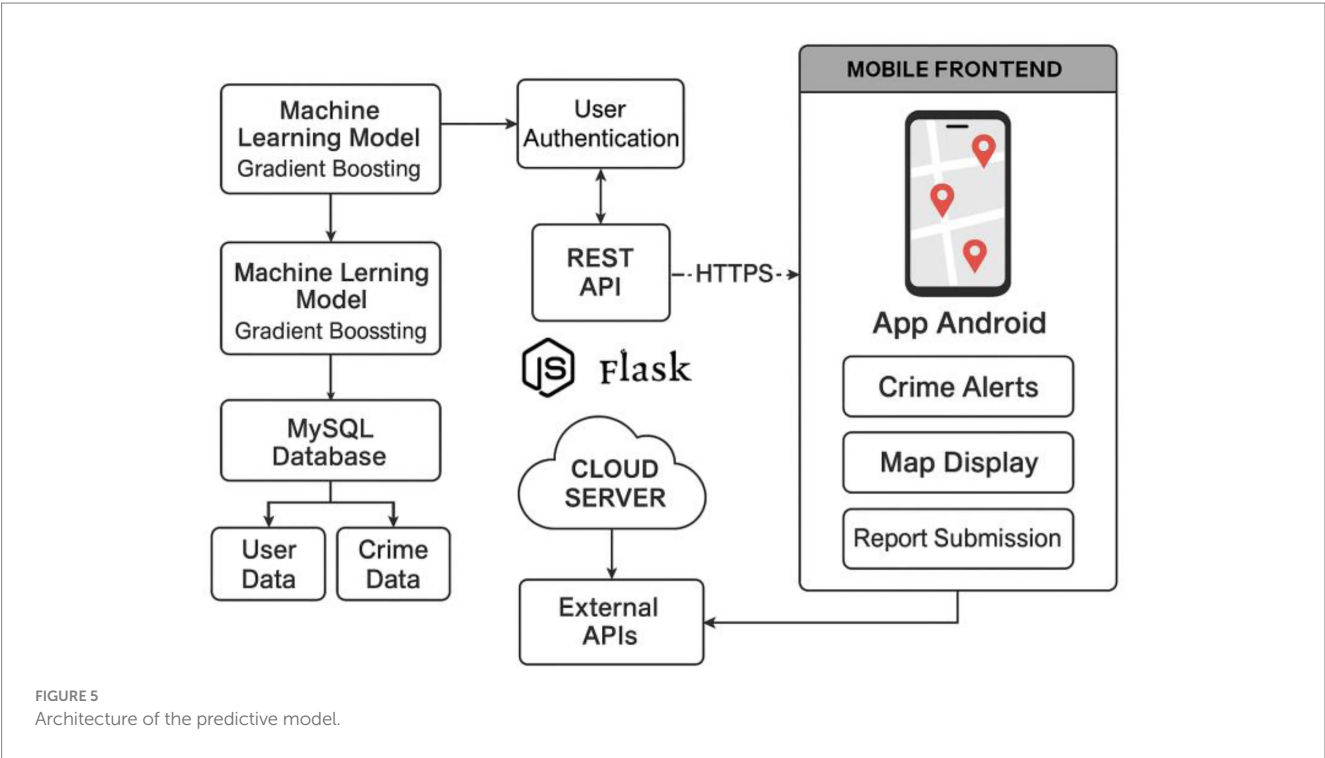 Machine
Learning Model
Gradient Boosting
Machine Lerning
Model
Gradient Boossting
MySQL
Database
User
Data
Crime
Data
User
Authentication
REST
API
HTTPS
JS
Flask
CLOUD
SERVER
External
APIs
MOBILE FRONTEND
App Android
Crime Alerts
Map Display
Report Submission
FIGURE 5
Architecture of the predictive model.